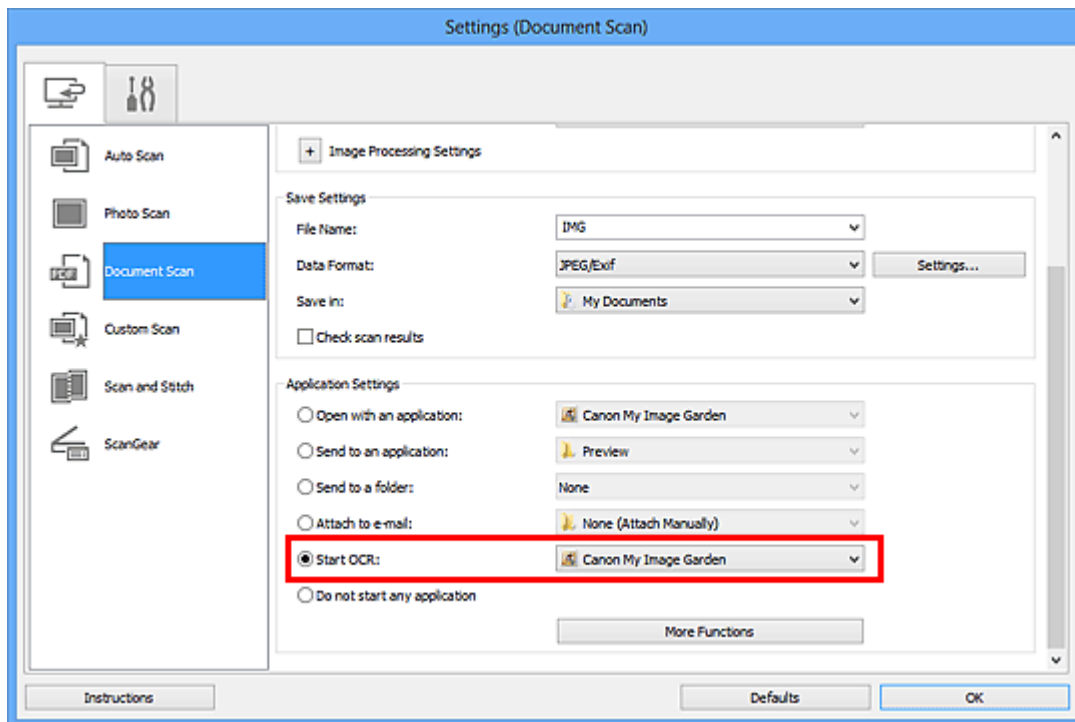 Settings (Document Scan)
Auto Scan
Photo Scan
Document Scan
Custom Scan
Scan and Stitch
ScanGear
+ Image Processing Settings
Save Settings
File Name: IMG
Data Format: JPEG/Exif Settings...
Save in: My Documents
Check scan results
Application Settings
Open with an application: Canon My Image Garden
Send to an application: Preview
Send to a folder: None
Attach to e-mail: None (Attach Manually)
Start OCR: Canon My Image Garden
Do not start any application
More Functions
Instructions Defaults OK